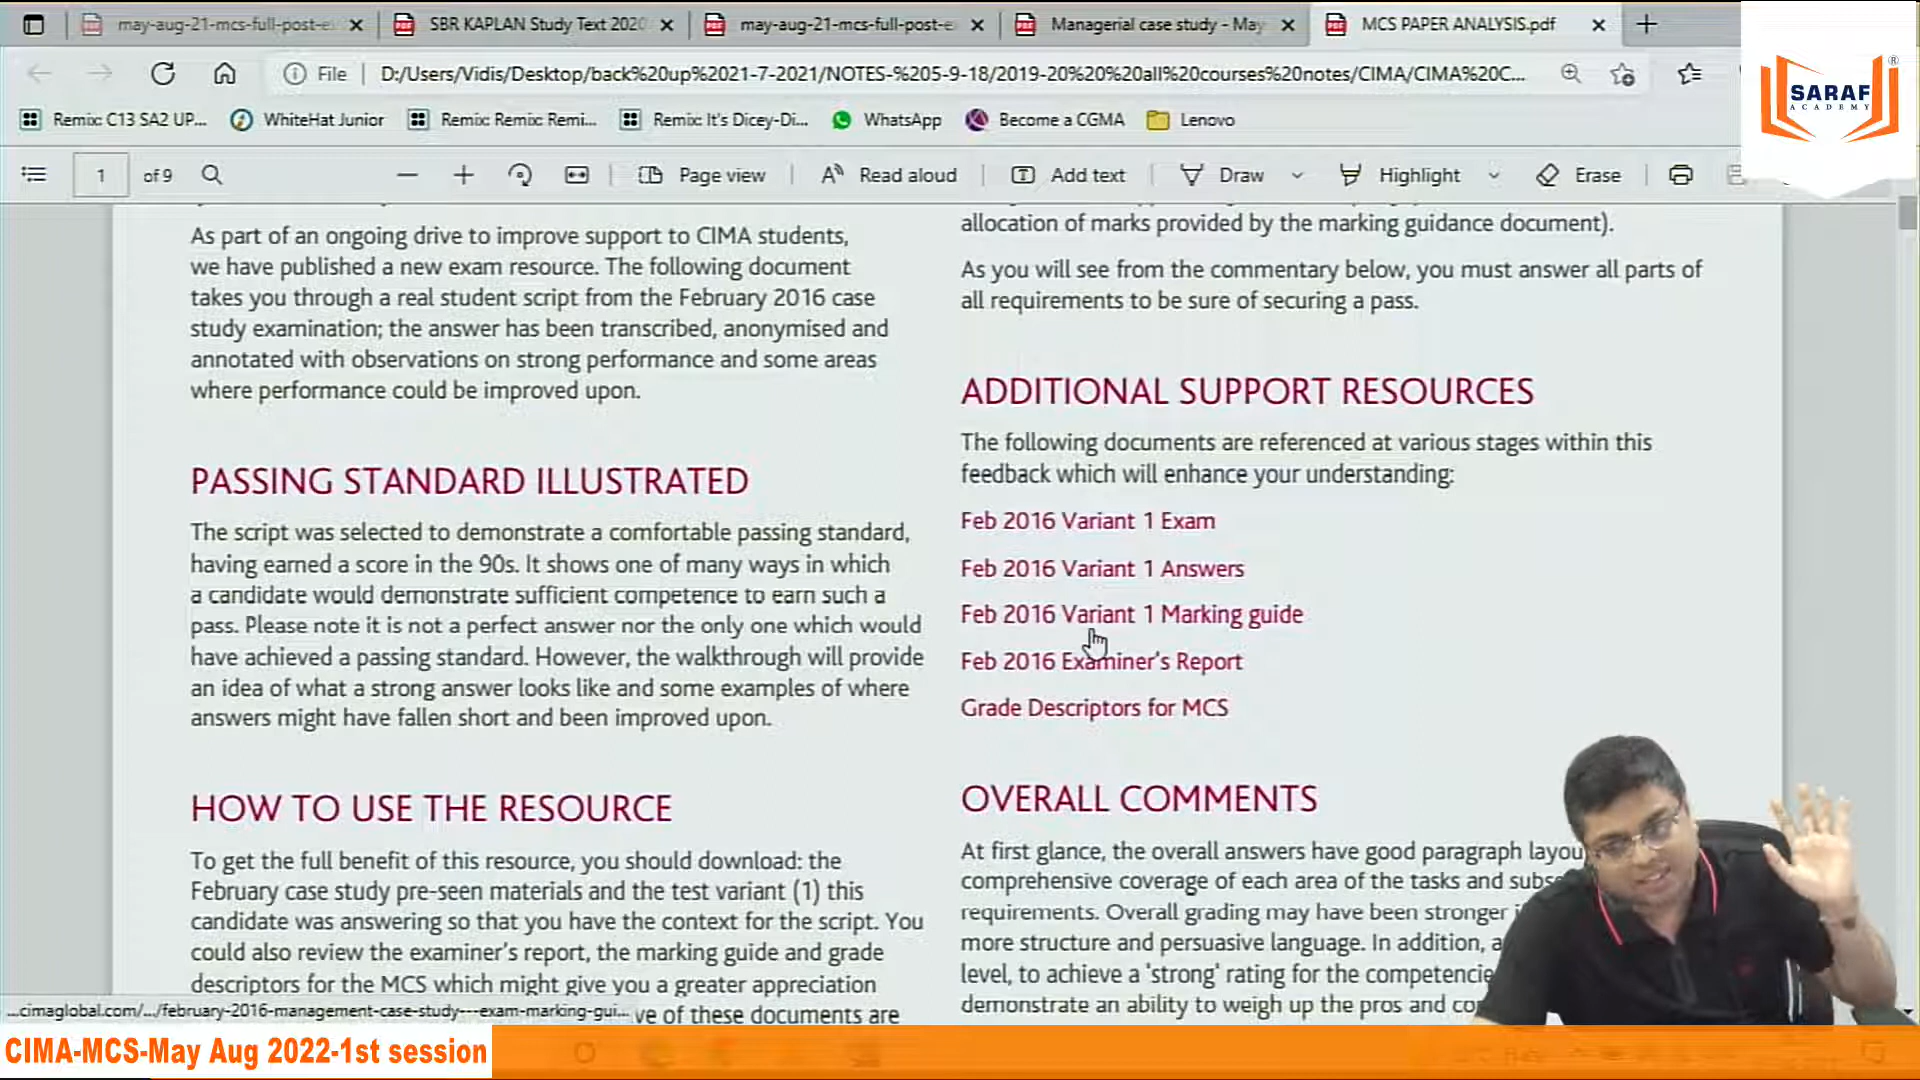 may-aug-21-mcs-full-post-e
SBR KAPLAN Study Text 2020
may-aug-21-mcs-full-post-e
Managerial case study - May
MCS PAPER ANALYSIS.pdf
File
D:/Users/Vidis/Desktop/back%20up%2021-7-2021/NOTES-%205-9-18/2019-20%20%20all%20courses%20notes/CIMA/CIMA%20C...
Remix: C13 SA2 UP...
WhiteHat Junior
Remix: Remix Remi...
Remix: It's Dicey-Di...
WhatsApp
Become a CGMA
Lenovo
SARAF
ACADEMY
®
1 of 9
Page view
Read aloud
Add text
Draw
Highlight
Erase
As part of an ongoing drive to improve support to CIMA students,
we have published a new exam resource. The following document
takes you through a real student script from the February 2016 case
study examination; the answer has been transcribed, anonymised and
annotated with observations on strong performance and some areas
where performance could be improved upon.
PASSING STANDARD ILLUSTRATED
The script was selected to demonstrate a comfortable passing standard,
having earned a score in the 90s. It shows one of many ways in which
a candidate would demonstrate sufficient competence to earn such a
pass. Please note it is not a perfect answer nor the only one which would
have achieved a passing standard. However, the walkthrough will provide
an idea of what a strong answer looks like and some examples of where
answers might have fallen short and been improved upon.
HOW TO USE THE RESOURCE
To get the full benefit of this resource, you should download: the
February case study pre-seen materials and the test variant (1) this
candidate was answering so that you have the context for the script. You
could also review the examiner's report, the marking guide and grade
descriptors for the MCS which might give you a greater appreciation
ve of these documents are
allocation of marks provided by the marking guidance document).
As you will see from the commentary below, you must answer all parts of
all requirements to be sure of securing a pass.
ADDITIONAL SUPPORT RESOURCES
The following documents are referenced at various stages within this
feedback which will enhance your understanding:
Feb 2016 Variant 1 Exam
Feb 2016 Variant 1 Answers
Feb 2016 Variant 1 Marking guide
Feb 2016 Examiner's Report
Grade Descriptors for MCS
OVERALL COMMENTS
At first glance, the overall answers have good paragraph layou
comprehensive coverage of each area of the tasks and subse
requirements. Overall grading may have been stronger i
more structure and persuasive language. In addition, a
level, to achieve a 'strong' rating for the competencie
demonstrate an ability to weigh up the pros and co
...cimaglobal.com/.../february-2016-management-case-study---exam-marking-gui...
CIMA-MCS-May Aug 2022-1st session